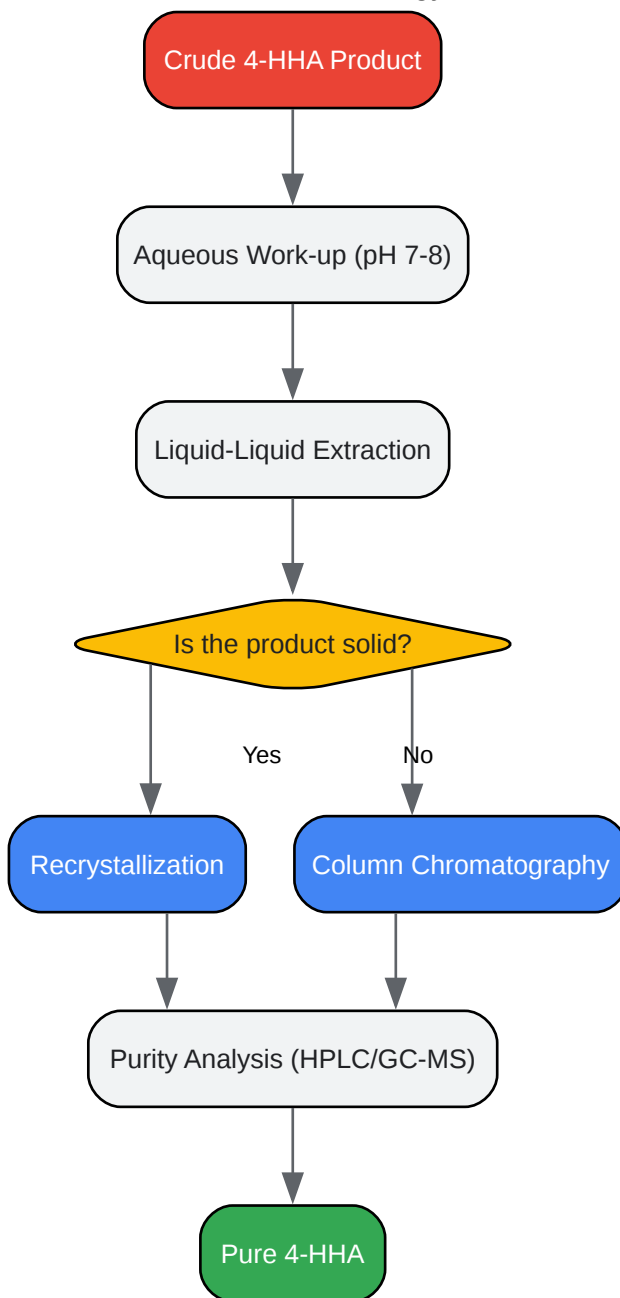 Crude 4-HHA Product
Aqueous Work-up (pH 7-8)
Liquid-Liquid Extraction
Is the product solid?
Yes
No
Recrystallization
Column Chromatography
Purity Analysis (HPLC/GC-MS)
Pure 4-HHA